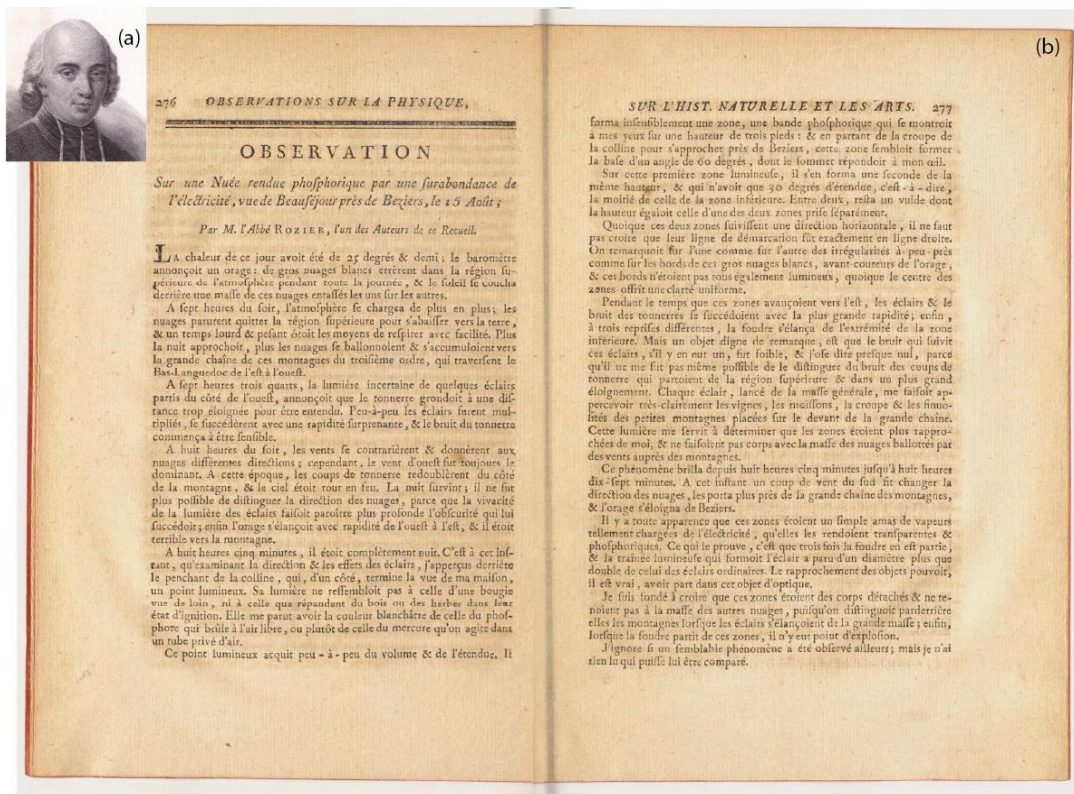 (a)
(b)
276 OBSERVATIONS SUR LA PHYSIQUE,
OBSERVATION
Sur une Nuée rendue phoſphorique par une ſurabondance de
l'électricité, vue de Beauséjour près de Beziers, le 15 Août ;
Par M. l'Abbé ROZIER, l'un des Auteurs de ce Recueil.
LA chaleur de ce jour avoit été de 25 degrés & demi ; le baromètre
annonçoit un orage : de gros nuages blancs errèrent dans la région ſu-
périeure de l'atmoſphère pendant toute la journée, & le ſoleil ſe coucha
derrière une maſſe de ces nuages entaſſés les uns ſur les autres.
A ſept heures du ſoir, l'atmoſphère ſe chargea de plus en plus ; les
nuages parurent quitter la région ſupérieure pour s'abaiſſer vers la terre,
& un temps lourd & peſant ôtoit les moyens de reſpirer avec facilité. Plus
la nuit approchoit, plus les nuages ſe ballonnoient & s'accumuloient vers
la grande chaîne de ces montagnes du troiſième ordre, qui traverſent le
Bas-Languedoc de l'eſt à l'oueſt.
A ſept heures trois quarts, la lumière incertaine de quelques éclairs
partis du côté de l'oueſt, annonçoit que le tonnerre grondoit à une diſ-
tance trop éloignée pour être entendu. Peu-à-peu les éclairs furent mul-
tipliés, ſe ſuccédèrent avec une rapidité ſurprenante, & le bruit du tonnerre
commença à être ſenſible.
A huit heures du ſoir, les vents ſe contrarièrent & donnèrent aux
nuages différentes directions ; cependant, le vent d'oueſt fut toujours le
dominant. A cette époque, les coups de tonnerre redoublèrent du côté
de la montagne, & le ciel étoit tout en feu. La nuit ſurvint ; il ne fut
plus poſſible de diſtinguer la direction des nuages, parce que la vivacité
de la lumière des éclairs faiſoit paroître plus profonde l'obſcurité qui lui
ſuccédoit ; enfin l'orage s'élançoit avec rapidité de l'oueſt à l'eſt, & il étoit
terrible vers la montagne.
A huit heures cinq minutes, il étoit complètement nuit. C'eſt à cet inſ-
tant, qu'examinant la direction & les effets des éclairs, j'apperçus derrière
le penchant de la colline, qui, d'un côté, termine la vue de ma maiſon,
un point lumineux. Sa lumière ne reſſembloit pas à celle d'une bougie
vue de loin, ni à celle que répandent du bois ou des herbes dans leur
état d'ignition. Elle me parut avoir la couleur blanchâtre de celle du phoſ-
phore qui brûle à l'air libre, ou plutôt de celle du mercure qu'on agite dans
un tube privé d'air.
Ce point lumineux acquit peu-à-peu du volume & de l'étendue. Il
SUR L'HIST. NATURELLE ET LES ARTS. 277
forma inſenſiblement une zone, une bande phoſphorique qui ſe montroit
à mes yeux ſur une hauteur de trois pieds : & en partant de la croupe de
la colline pour s'approcher près de Beziers, cette zone ſembloit former
la baſe d'un angle de 60 degrés, dont le ſommet répondoit à mon œil.
Sur cette première zone lumineuſe, il s'en forma une ſeconde de la
même hauteur, & qui n'avoit que 30 degrés d'étendue, c'eſt-à-dire,
la moitié de celle de la zone inférieure. Entre deux, reſta un vuide dont
la hauteur égaloit celle d'une des deux zones priſe ſéparément.
Quoique ces deux zones ſuiviſſent une direction horizontale, il ne faut
pas croire que leur ligne de démarcation fût exactement en ligne droite.
On remarquoit ſur l'une comme ſur l'autre des irrégularités à-peu-près
comme ſur les bords de ces gros nuages blancs, avant-coureurs de l'orage,
& ces bords n'étoient pas tous également lumineux, quoique le centre des
zones offrît une clarté uniforme.
Pendant le temps que ces zones avançoient vers l'eſt, les éclairs & le
bruit des tonnerres ſe ſuccédoient avec la plus grande rapidité ; enfin,
à trois repriſes différentes, la foudre s'élança de l'extrémité de la zone
inférieure. Mais un objet digne de remarque, eſt que le bruit qui ſuivit
ces éclairs, s'il y en eut un, fut foible, & j'oſe dire preſque nul, parce
qu'il ne me fut pas même poſſible de le diſtinguer du bruit des coups de
tonnerre qui partoient de la région ſupérieure & dans un plus grand
éloignement. Chaque éclair, lancé de la maſſe générale, me faiſoit ap-
percevoir très-clairement les vignes, les moiſſons, la croupe & les ſinuo-
ſités des petites montagnes placées ſur le devant de la grande chaîne.
Cette lumière me ſervit à déterminer que les zones étoient plus rappro-
chées de moi, & ne faiſoient pas corps avec la maſſe des nuages ballottés par
des vents auprès des montagnes.
Ce phénomène brilla depuis huit heures cinq minutes juſqu'à huit heures
dix-ſept minutes. A cet inſtant un coup de vent du ſud fit changer la
direction des nuages, les porta plus près de la grande chaîne des montagnes,
& l'orage s'éloigna de Beziers.
Il y a toute apparence que ces zones étoient un ſimple amas de vapeurs
tellement chargées de l'électricité, qu'elles les rendoient tranſparentes &
phoſphoriques. Ce qui le prouve, c'eſt que trois fois la foudre en eſt partie,
& la traînée lumineuſe qui formoit l'éclair a paru d'un diamètre plus que
double de celui des éclairs ordinaires. Le rapprochement des objets pouvoit,
il eſt vrai, avoir part dans cet objet d'optique.
Je ſuis fondé à croire que ces zones étoient des corps détachés & ne te-
noient pas à la maſſe des autres nuages, puiſqu'on diſtinguoit parderrière
elles les montagnes lorſque les éclairs s'élançoient de la grande maſſe ; enfin,
lorſque la foudre partit de ces zones, il n'y eut point d'exploſion.
J'ignore ſi un ſemblable phénomène a été obſervé ailleurs ; mais je n'ai
rien lu qui puiſſe lui être comparé.